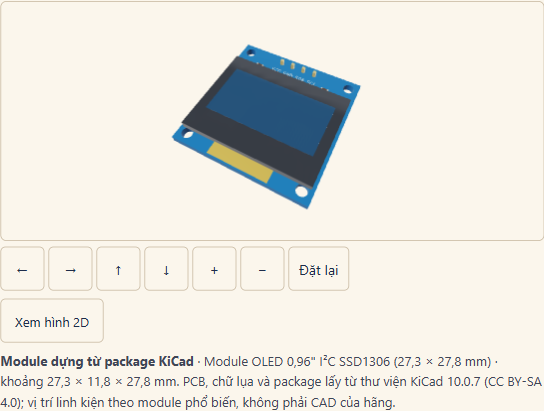 ← → ↑ ↓ + − Đặt lại
Xem hình 2D
Module dựng từ package KiCad · Module OLED 0,96" I²C SSD1306 (27,3 × 27,8 mm) ·
khoảng 27,3 × 11,8 × 27,8 mm. PCB, chữ lụa và package lấy từ thư viện KiCad 10.0.7 (CC BY-SA
4.0); vị trí linh kiện theo module phổ biến, không phải CAD của hãng.